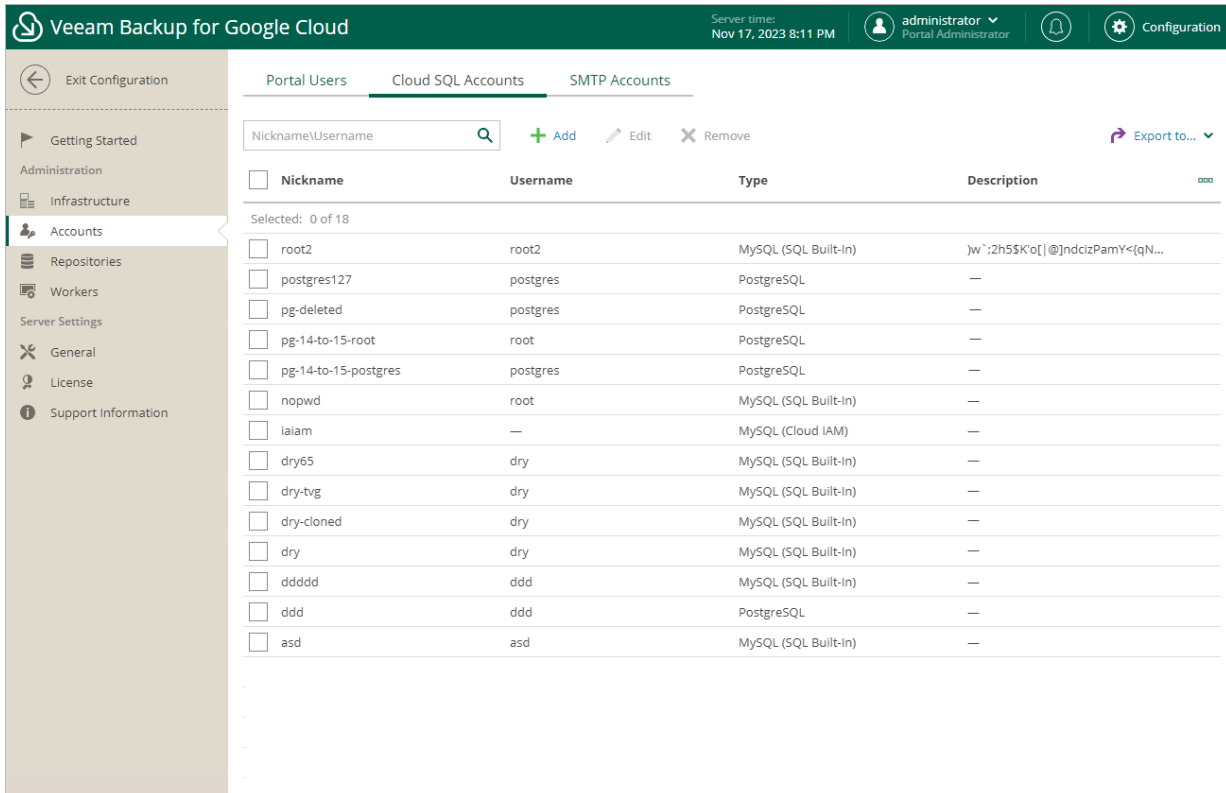 Veeam Backup for Google Cloud
Server time:
Nov 17, 2023 8:11 PM
administrator
Portal Administrator
Configuration
Exit Configuration
Portal Users Cloud SQL Accounts SMTP Accounts
Nickname\Username Add Edit Remove Export to...
Getting Started
Administration
Infrastructure
Accounts
Repositories
Workers
Server Settings
General
License
Support Information
Nickname Username Type Description
Selected: 0 of 18
root2 root2 MySQL (SQL Built-In) )w`;2h5$K'o[|@]ndcizPamY<{qN...
postgres127 postgres PostgreSQL —
pg-deleted postgres PostgreSQL —
pg-14-to-15-root root PostgreSQL —
pg-14-to-15-postgres postgres PostgreSQL —
nopwd root MySQL (SQL Built-In) —
iaiam — MySQL (Cloud IAM) —
dry65 dry MySQL (SQL Built-In) —
dry-tvg dry MySQL (SQL Built-In) —
dry-cloned dry MySQL (SQL Built-In) —
dry dry MySQL (SQL Built-In) —
ddddd ddd MySQL (SQL Built-In) —
ddd ddd PostgreSQL —
asd asd MySQL (SQL Built-In) —